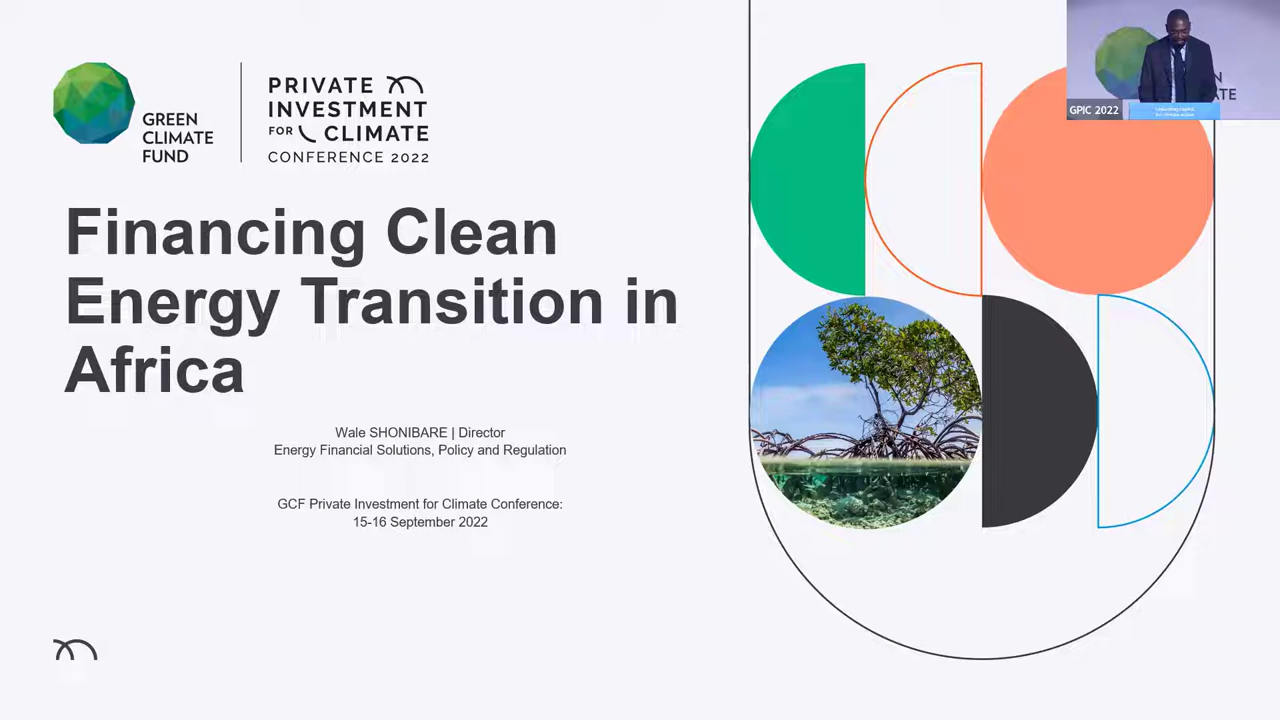 GREEN
CLIMATE
FUND
PRIVATE
INVESTMENT
FOR CLIMATE
CONFERENCE 2022
Financing Clean
Energy Transition in
Africa
Wale SHONIBARE | Director
Energy Financial Solutions, Policy and Regulation
GCF Private Investment for Climate Conference:
15-16 September 2022
GPIC 2022